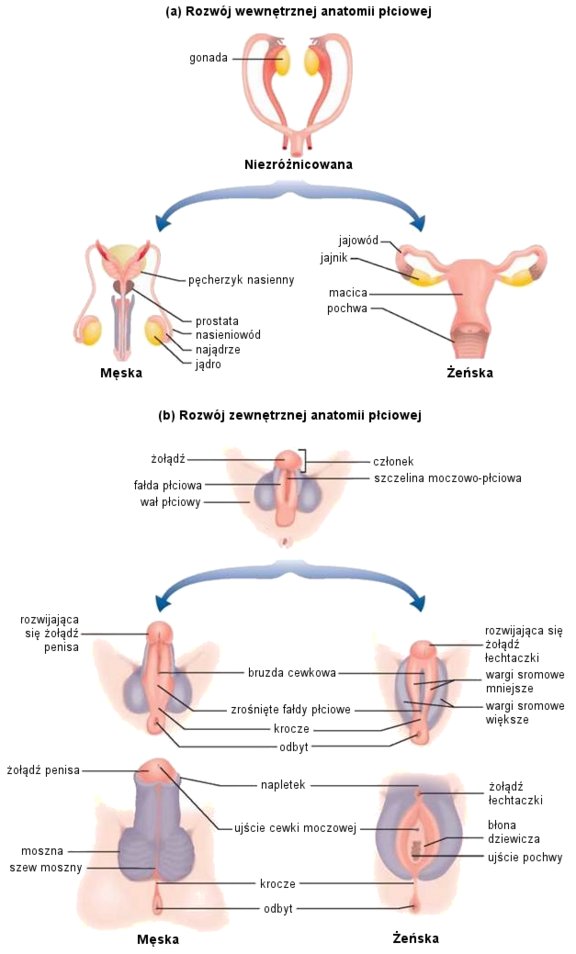 (a) Rozwój wewnętrznej anatomii płciowej
gonada
Niezróżnicowana
pęcherzyk nasienny
prostata
nasieniowód
najądrze
jądro
Męska
jajowód
jajnik
macica
pochwa
Żeńska
(b) Rozwój zewnętrznej anatomii płciowej
żołądź
fałda płciowa
wał płciowy
członek
szczelina moczowo-płciowa
rozwijająca
się żołądź
penisa
bruzda cewkowa
zrośnięte fałdy płciowe
krocze
odbyt
rozwijająca się
żołądź
łechtaczki
wargi sromowe
mniejsze
wargi sromowe
większe
żołądź penisa
moszna
szew moszny
napletek
ujście cewki moczowej
krocze
odbyt
żołądź
łechtaczki
błona
dziewicza
ujście pochwy
Męska
Żeńska